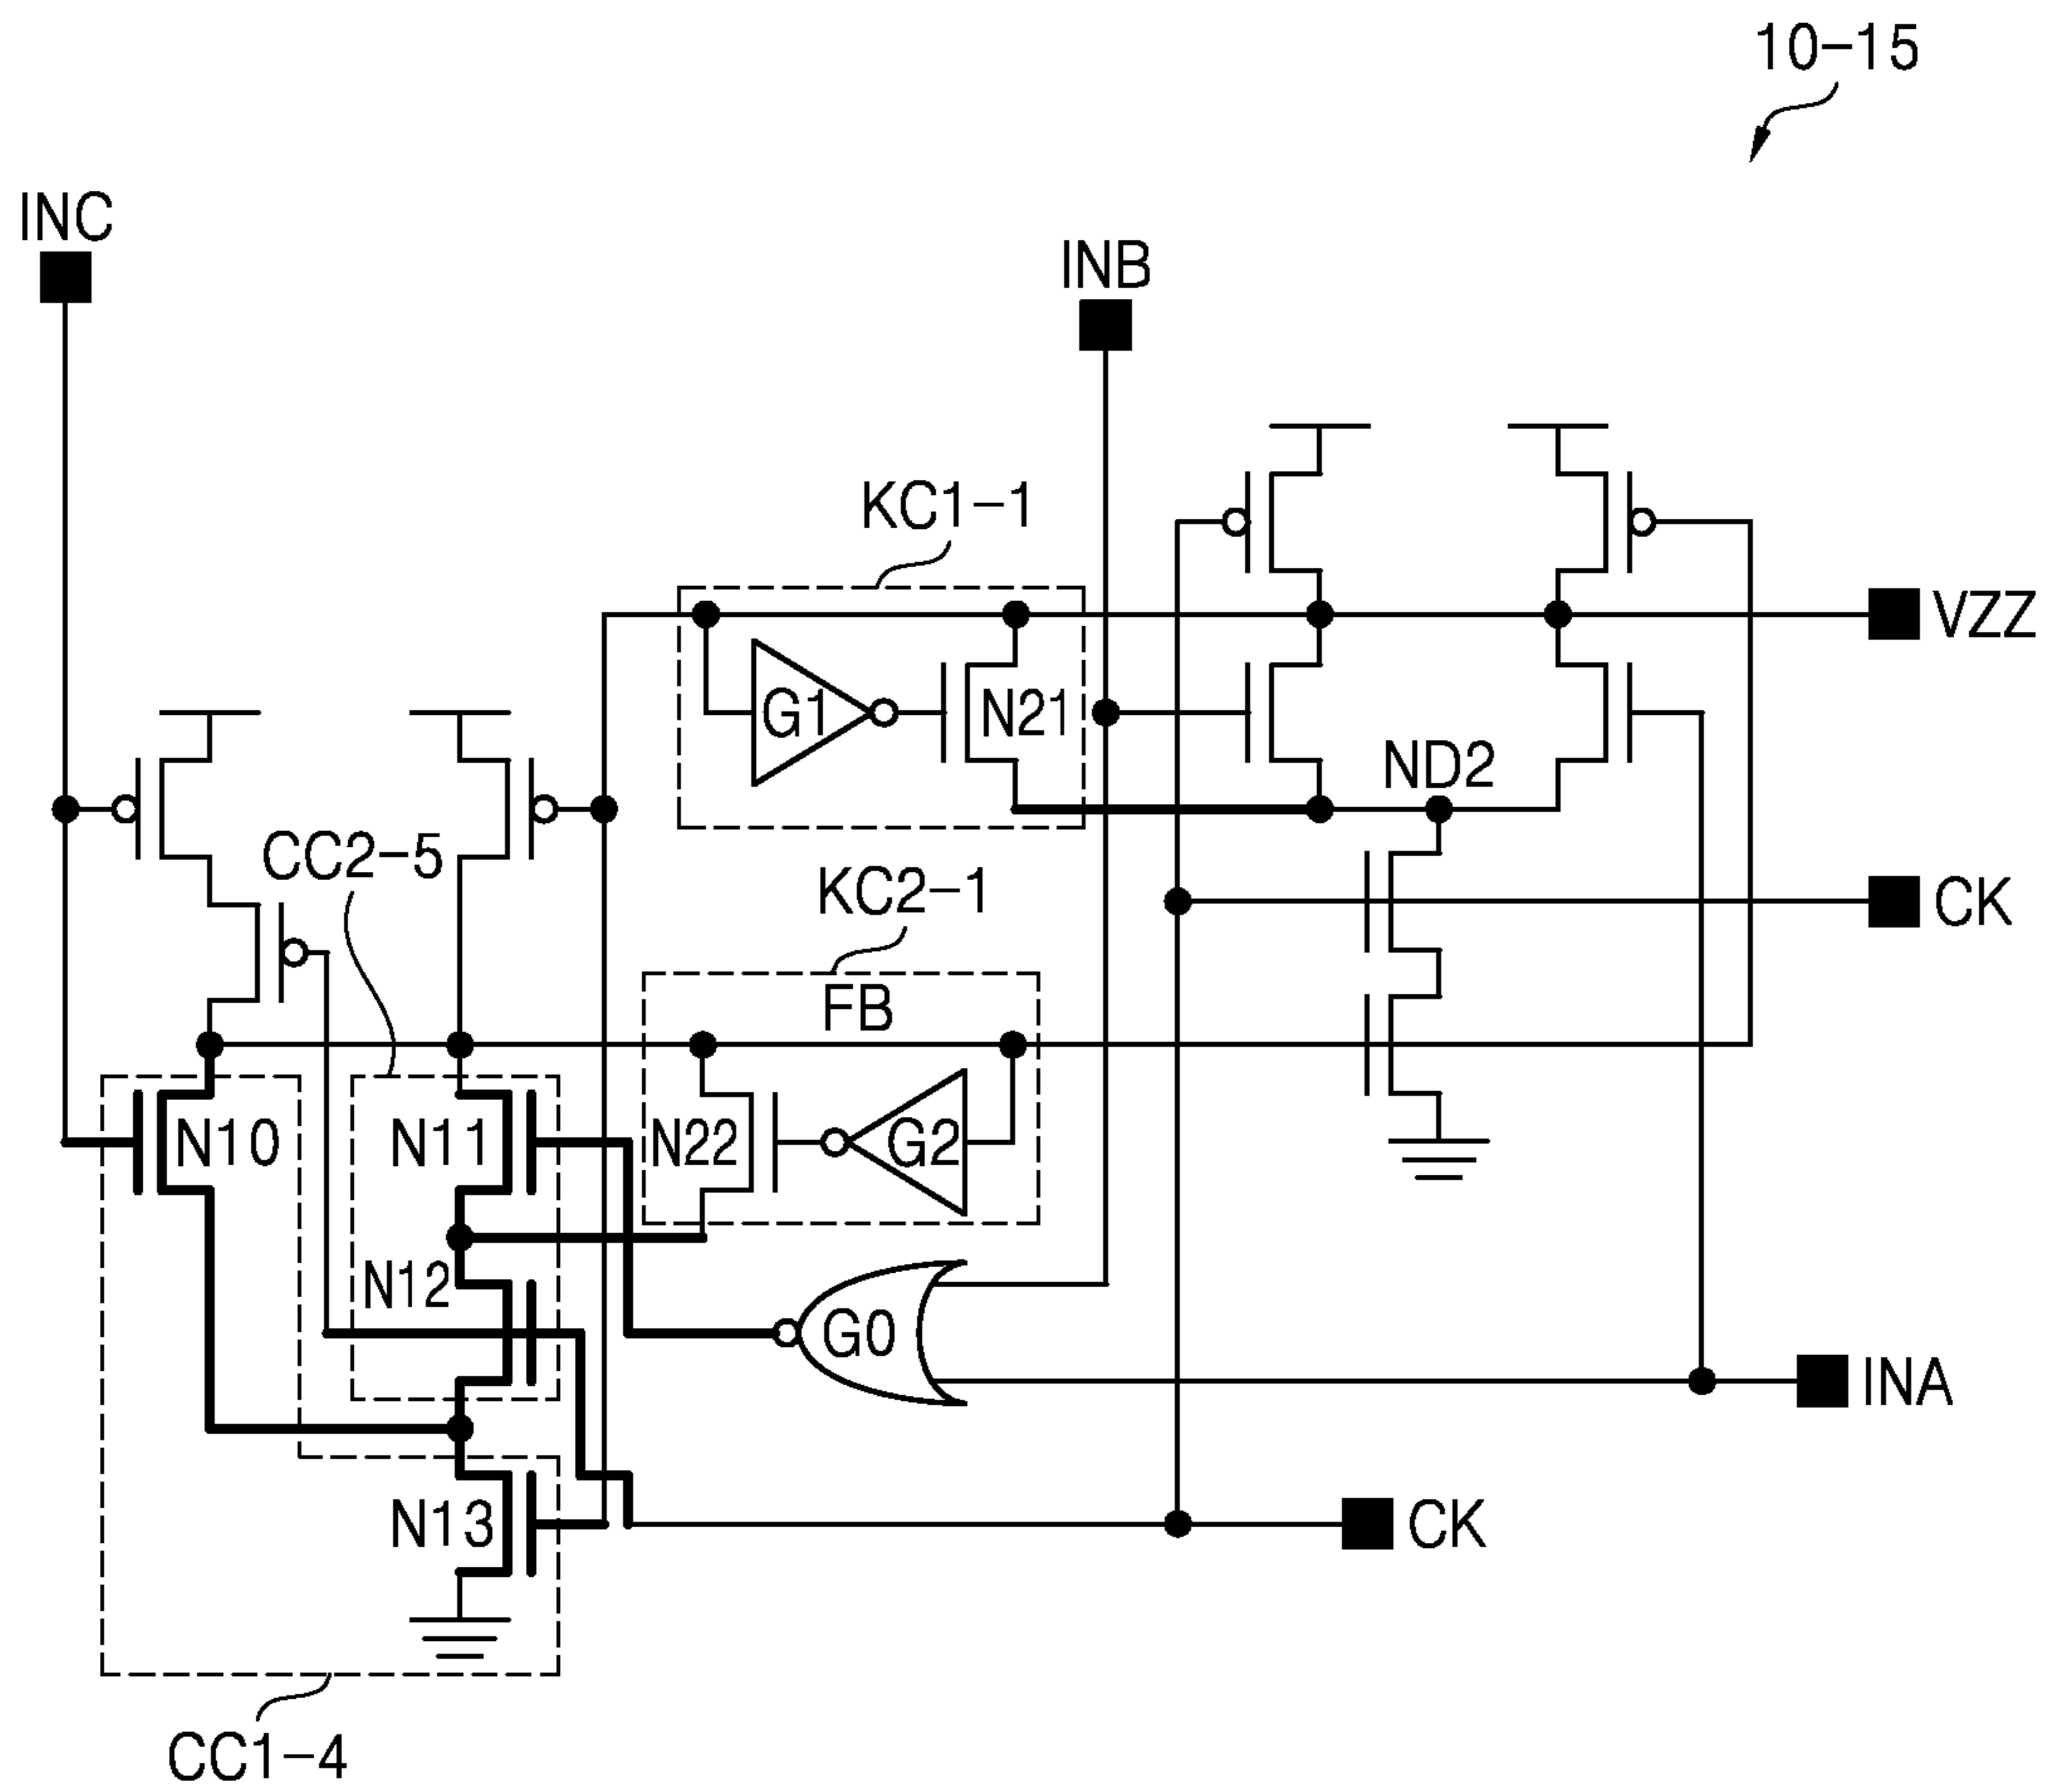 10-15
INC
INB
KC1-1
VZZ
G1
N21
ND2
CC2-5
KC2-1
CK
FB
N10
N11
N22
G2
N12
G0
INA
N13
CK
CC1-4